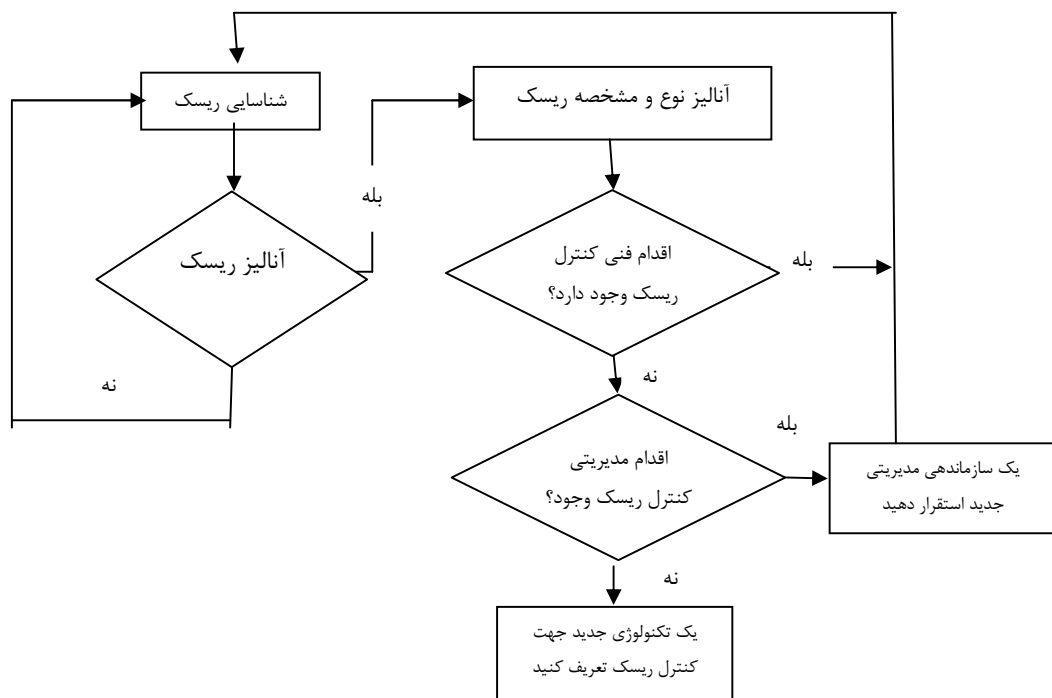 شناسایی ریسک
آنالیز نوع و مشخصه ریسک
بله
آنالیز ریسک
اقدام فنی کنترل
ریسک وجود دارد؟
بله
نه
نه
اقدام مدیریتی
کنترل ریسک وجود؟
بله
یک سازماندهی مدیریتی
جدید استقرار دهید
نه
یک تکنولوژی جدید جهت
کنترل ریسک تعریف کنید